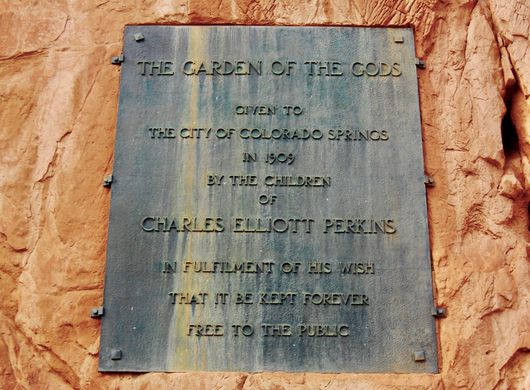 THE GARDEN OF THE GODS
GIVEN TO
THE CITY OF COLORADO SPRINGS
IN 1909
BY THE CHILDREN
OF
CHARLES ELLIOTT PERKINS
IN FULFILMENT OF HIS WISH
THAT IT BE KEPT FOREVER
FREE TO THE PUBLIC